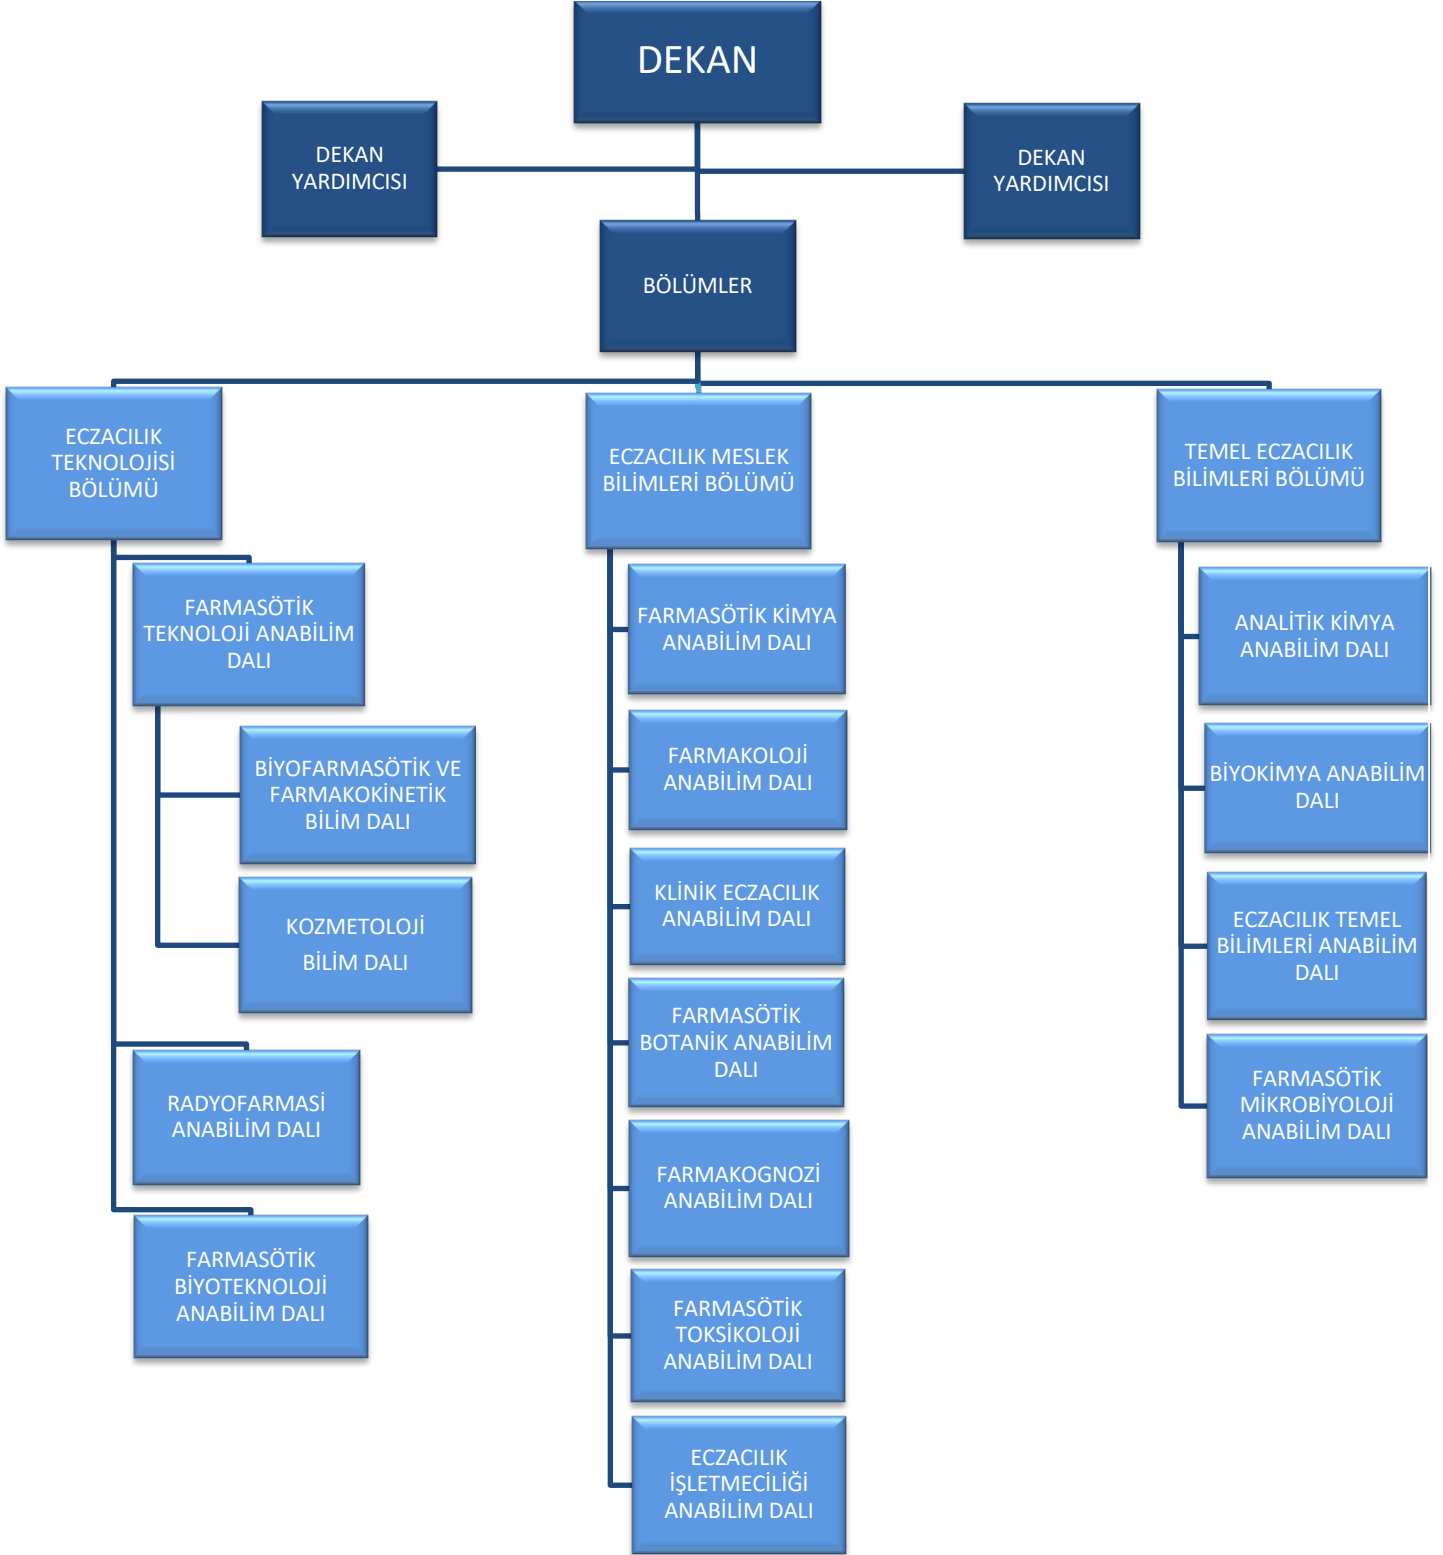 DEKAN
DEKAN
YARDIMCISI
DEKAN
YARDIMCISI
BÖLÜMLER
ECZACILIK
TEKNOLOJİSİ
BÖLÜMÜ
FARMASÖTİK
TEKNOLOJİ ANABİLİM
DALI
BİYOFARMASÖTİK VE
FARMAKOKİNETİK
BİLİM DALI
KOZMETOLOJİ
BİLİM DALI
RADYOFARMASİ
ANABİLİM DALI
FARMASÖTİK
BİYOTEKNOLOJİ
ANABİLİM DALI
ECZACILIK MESLEK
BİLİMLERİ BÖLÜMÜ
FARMASÖTİK KİMYA
ANABİLİM DALI
FARMAKOLOJİ
ANABİLİM DALI
KLİNİK ECZACILIK
ANABİLİM DALI
FARMASÖTİK
BOTANİK ANABİLİM
DALI
FARMAKOGNOZİ
ANABİLİM DALI
FARMASÖTİK
TOKSİKOLOJİ
ANABİLİM DALI
ECZACILIK
İŞLETMECİLİĞİ
ANABİLİM DALI
TEMEL ECZACILIK
BİLİMLERİ BÖLÜMÜ
ANALİTİK KİMYA
ANABİLİM DALI
BİYOKİMYA ANABİLİM
DALI
ECZACILIK TEMEL
BİLİMLERİ ANABİLİM
DALI
FARMASÖTİK
MİKROBİYOLOJİ
ANABİLİM DALI